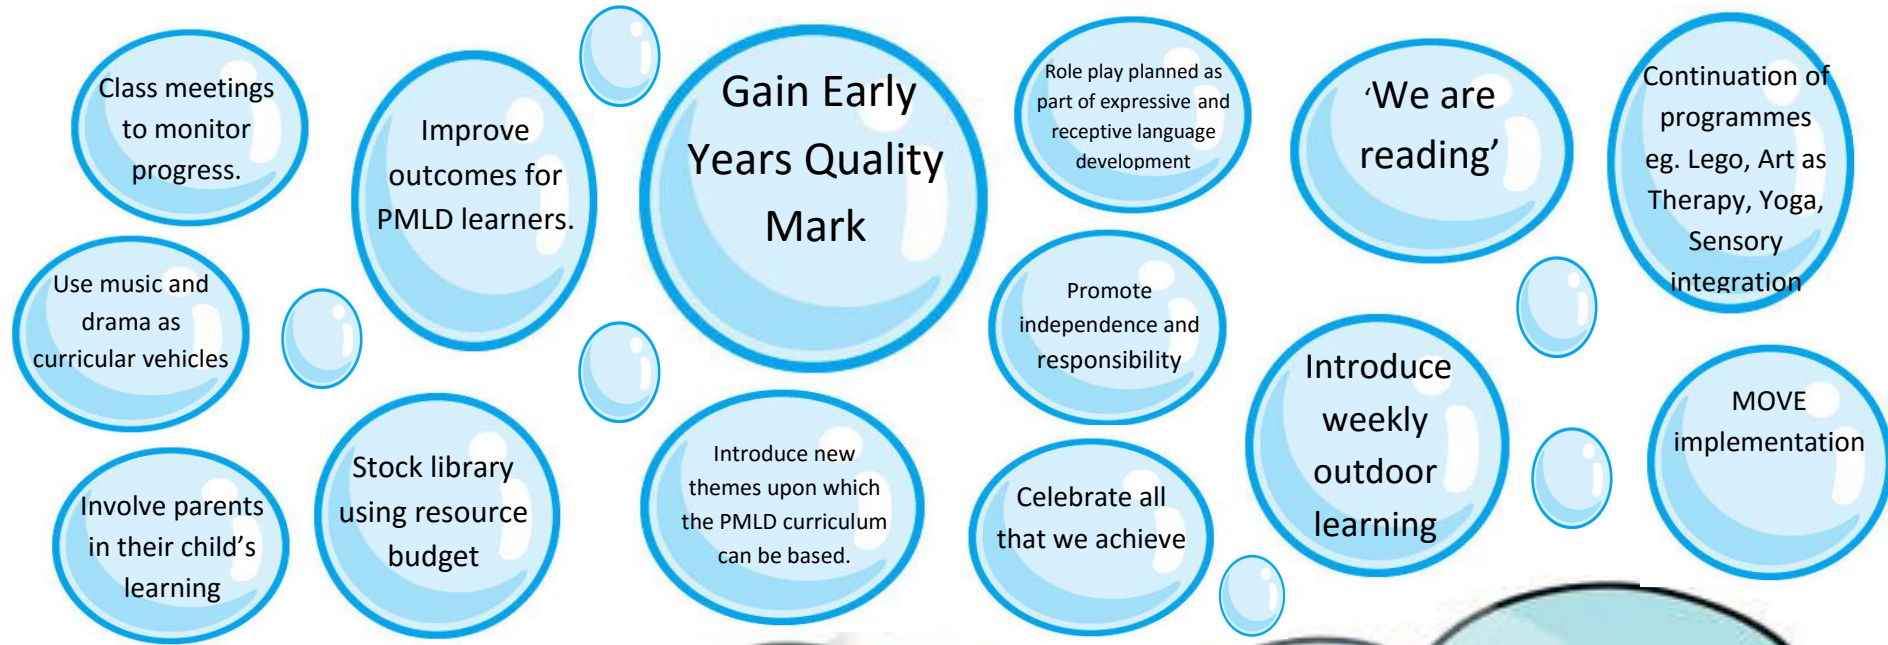 Class meetings
to monitor
progress.
Improve
outcomes for
PMLD learners.
Gain Early
Years Quality
Mark
Role play planned as
part of expressive and
receptive language
development
‘We are
reading’
Continuation of
programmes
eg. Lego, Art as
Therapy, Yoga,
Sensory
integration
Use music and
drama as
curricular vehicles
Promote
independence and
responsibility
Introduce
weekly
outdoor
learning
MOVE
implementation
Involve parents
in their child’s
learning
Stock library
using resource
budget
Introduce new
themes upon which
the PMLD curriculum
can be based.
Celebrate all
that we achieve